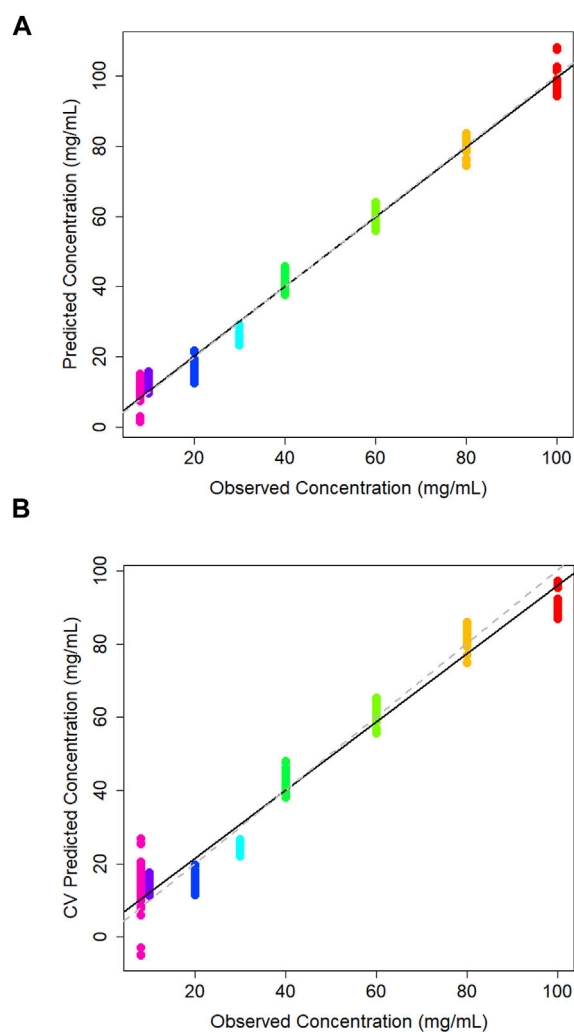 A
Predicted Concentration (mg/mL)
100
80
60
40
20
0
20 40 60 80 100
Observed Concentration (mg/mL)
B
CV Predicted Concentration (mg/mL)
100
80
60
40
20
0
20 40 60 80 100
Observed Concentration (mg/mL)